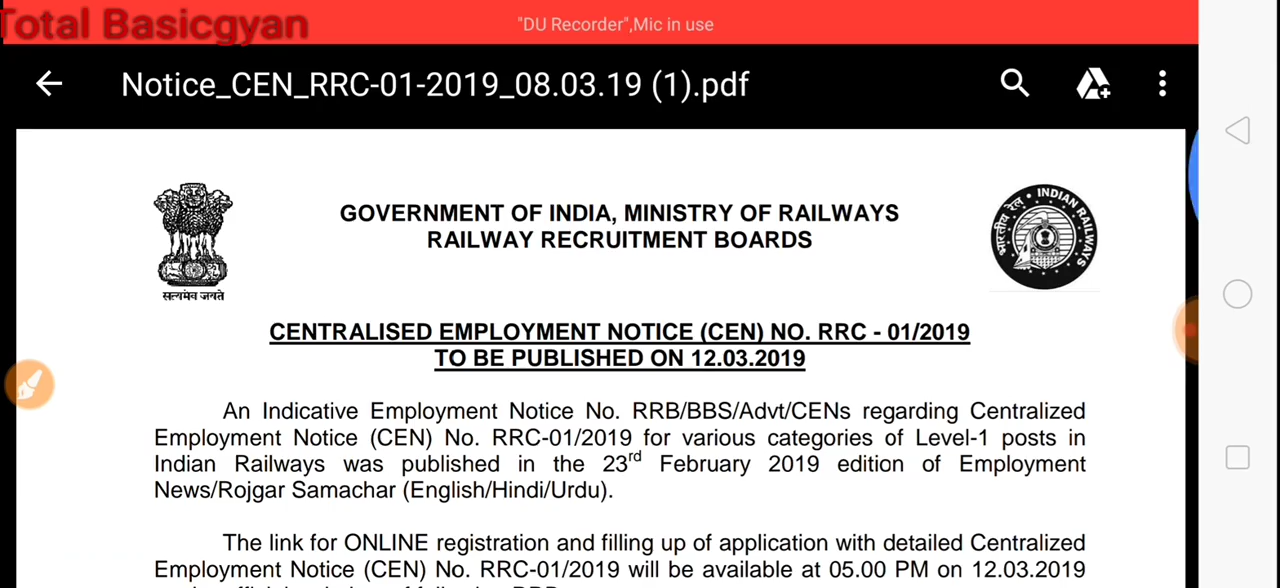 Total Basicgyan
"DU Recorder",Mic in use
Notice_CEN_RRC-01-2019_08.03.19 (1).pdf
GOVERNMENT OF INDIA, MINISTRY OF RAILWAYS
RAILWAY RECRUITMENT BOARDS
सत्यमेव जयते
भारतीय रेल • INDIAN RAILWAYS
CENTRALISED EMPLOYMENT NOTICE (CEN) NO. RRC - 01/2019
TO BE PUBLISHED ON 12.03.2019
An Indicative Employment Notice No. RRB/BBS/Advt/CENs regarding Centralized
Employment Notice (CEN) No. RRC-01/2019 for various categories of Level-1 posts in
Indian Railways was published in the 23rd February 2019 edition of Employment
News/Rojgar Samachar (English/Hindi/Urdu).
The link for ONLINE registration and filling up of application with detailed Centralized
Employment Notice (CEN) No. RRC-01/2019 will be available at 05.00 PM on 12.03.2019